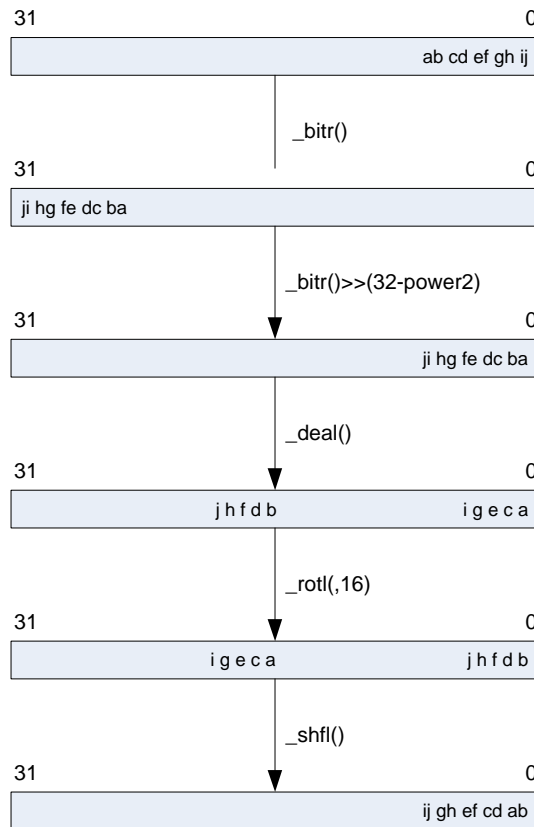 31 0
ab cd ef gh ij
_bitr()
31 0
ji hg fe dc ba
_bitr()>>(32-power2)
31 0
ji hg fe dc ba
_deal()
31 0
j h f d b i g e c a
_rotl(,16)
31 0
i g e c a j h f d b
_shfl()
31 0
ij gh ef cd ab